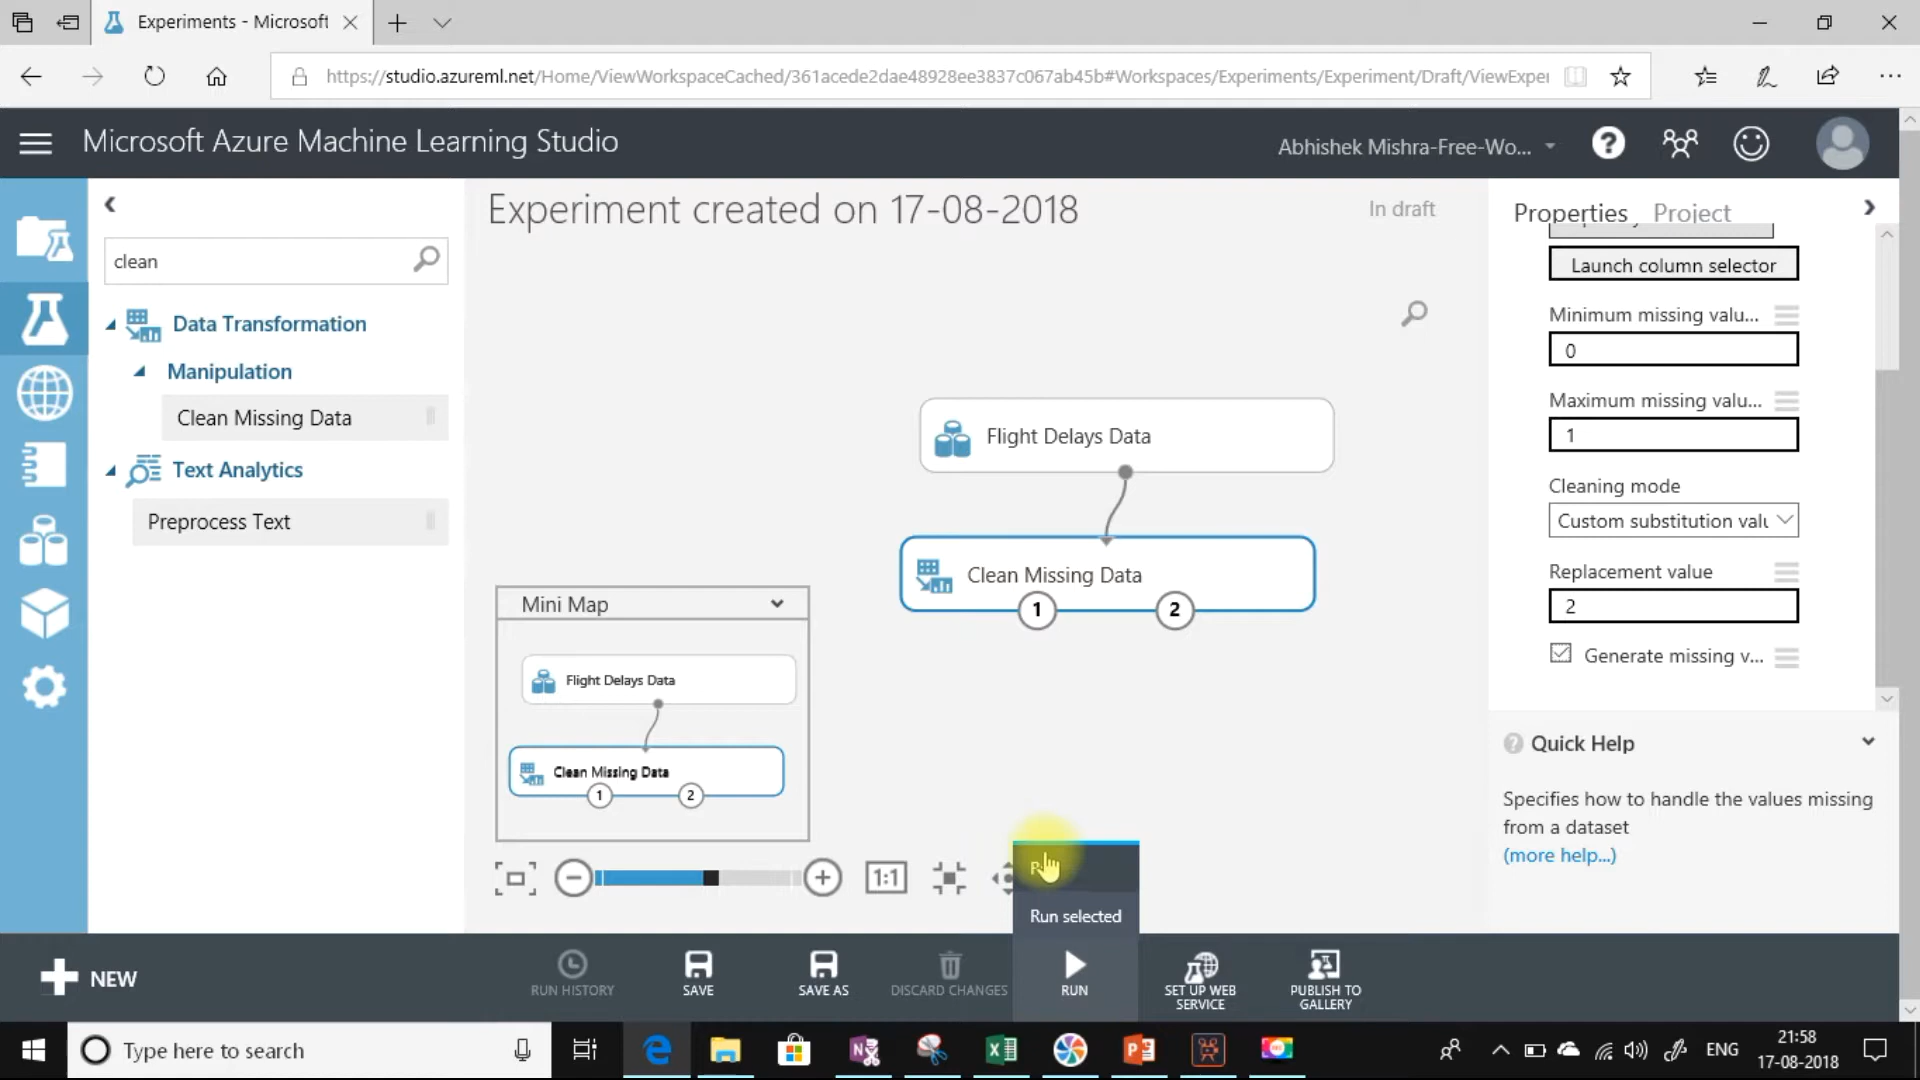 Experiments - Microsoft
https://studio.azureml.net/Home/ViewWorkspaceCached/361acede2dae48928ee3837c067ab45b#Workspaces/Experiments/Experiment/Draft/ViewExper
Microsoft Azure Machine Learning Studio
Abhishek Mishra-Free-Wo...
Experiment created on 17-08-2018
In draft
Properties Project
clean
Launch column selector
Data Transformation
Minimum missing valu...
0
Manipulation
Maximum missing valu...
Clean Missing Data
1
Flight Delays Data
Text Analytics
Cleaning mode
Preprocess Text
Custom substitution valu
Clean Missing Data
Replacement value
1 2
2
Mini Map
Generate missing v...
Flight Delays Data
Quick Help
Clean Missing Data
1 2
Specifies how to handle the values missing
from a dataset
(more help...)
1:1
Run selected
NEW
RUN HISTORY
SAVE
SAVE AS
DISCARD CHANGES
RUN
SET UP WEB
SERVICE
PUBLISH TO
GALLERY
Type here to search
ENG
21:58
17-08-2018